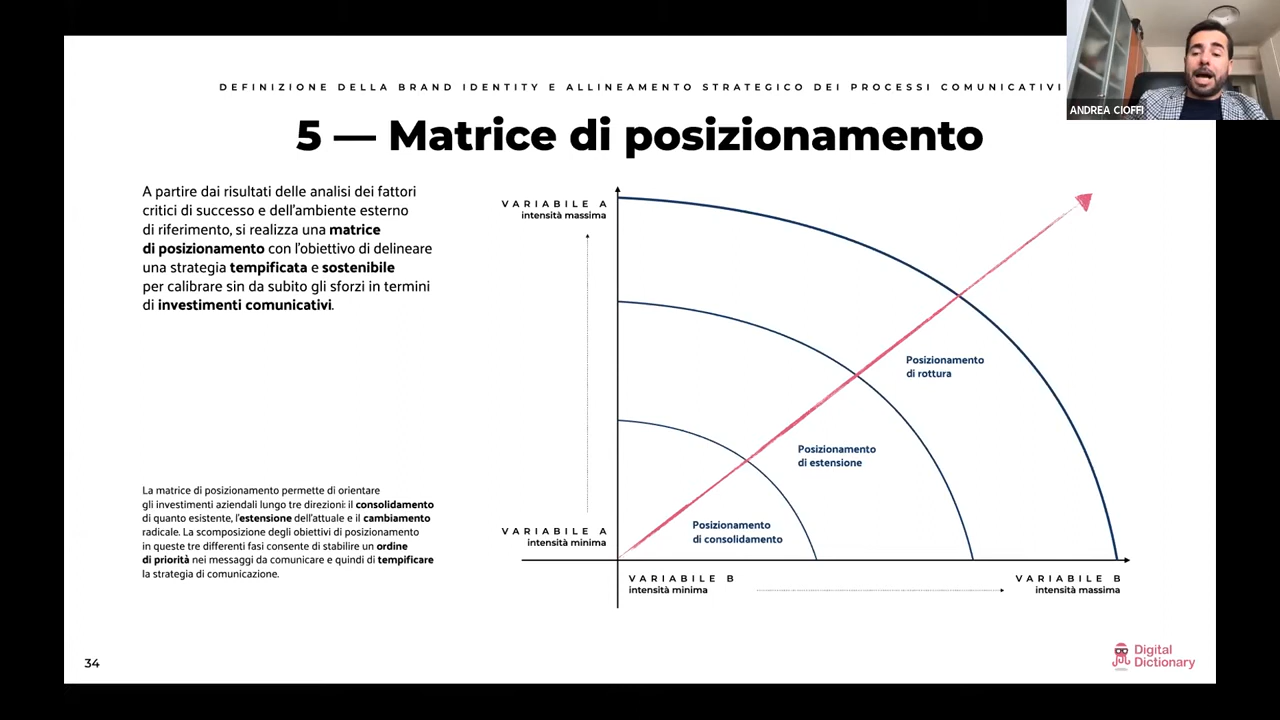 DEFINIZIONE DELLA BRAND IDENTITY E ALLINEAMENTO STRATEGICO DEI PROCESSI COMUNICATIVI
ANDREA CIOFFI
5 — Matrice di posizionamento
A partire dai risultati delle analisi dei fattori
critici di successo e dell'ambiente esterno
di riferimento, si realizza una matrice
di posizionamento con l'obiettivo di delineare
una strategia tempificata e sostenibile
per calibrare sin da subito gli sforzi in termini
di investimenti comunicativi.
La matrice di posizionamento permette di orientare
gli investimenti aziendali lungo tre direzioni: il consolidamento
di quanto esistente, l'estensione dell'attuale e il cambiamento
radicale. La scomposizione degli obiettivi di posizionamento
in queste tre differenti fasi consente di stabilire un ordine
di priorità nei messaggi da comunicare e quindi di tempificare
la strategia di comunicazione.
VARIABILE A
intensità massima
Posizionamento
di rottura
Posizionamento
di estensione
Posizionamento
di consolidamento
VARIABILE A
intensità minima
VARIABILE B
intensità minima
VARIABILE B
intensità massima
34
Digital
Dictionary